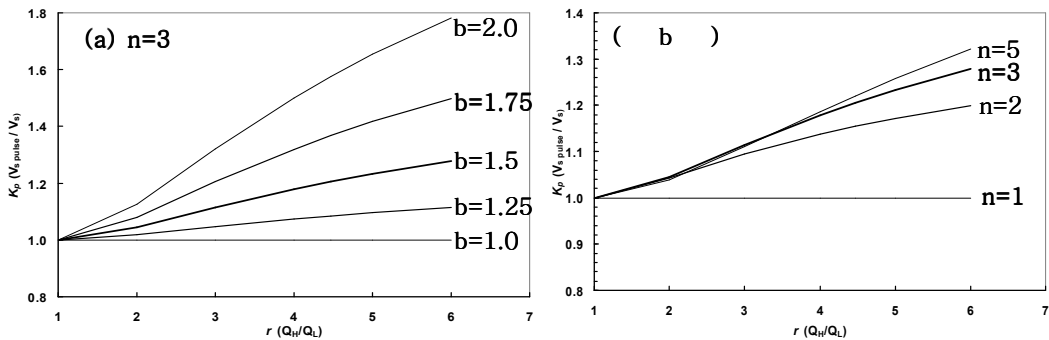 (a) n=3
1.8
1.6
1.4
1.2
1.0
0.8
Kp (Vs pulse / Vs)
b=2.0
b=1.75
b=1.5
b=1.25
b=1.0
1 2 3 4 5 6 7
r (QH/QL)
( b )
1.4
1.3
1.2
1.1
1.0
0.9
0.8
Kp (Vs pulse / Vs)
n=5
n=3
n=2
n=1
1 2 3 4 5 6 7
r (QH/QL)